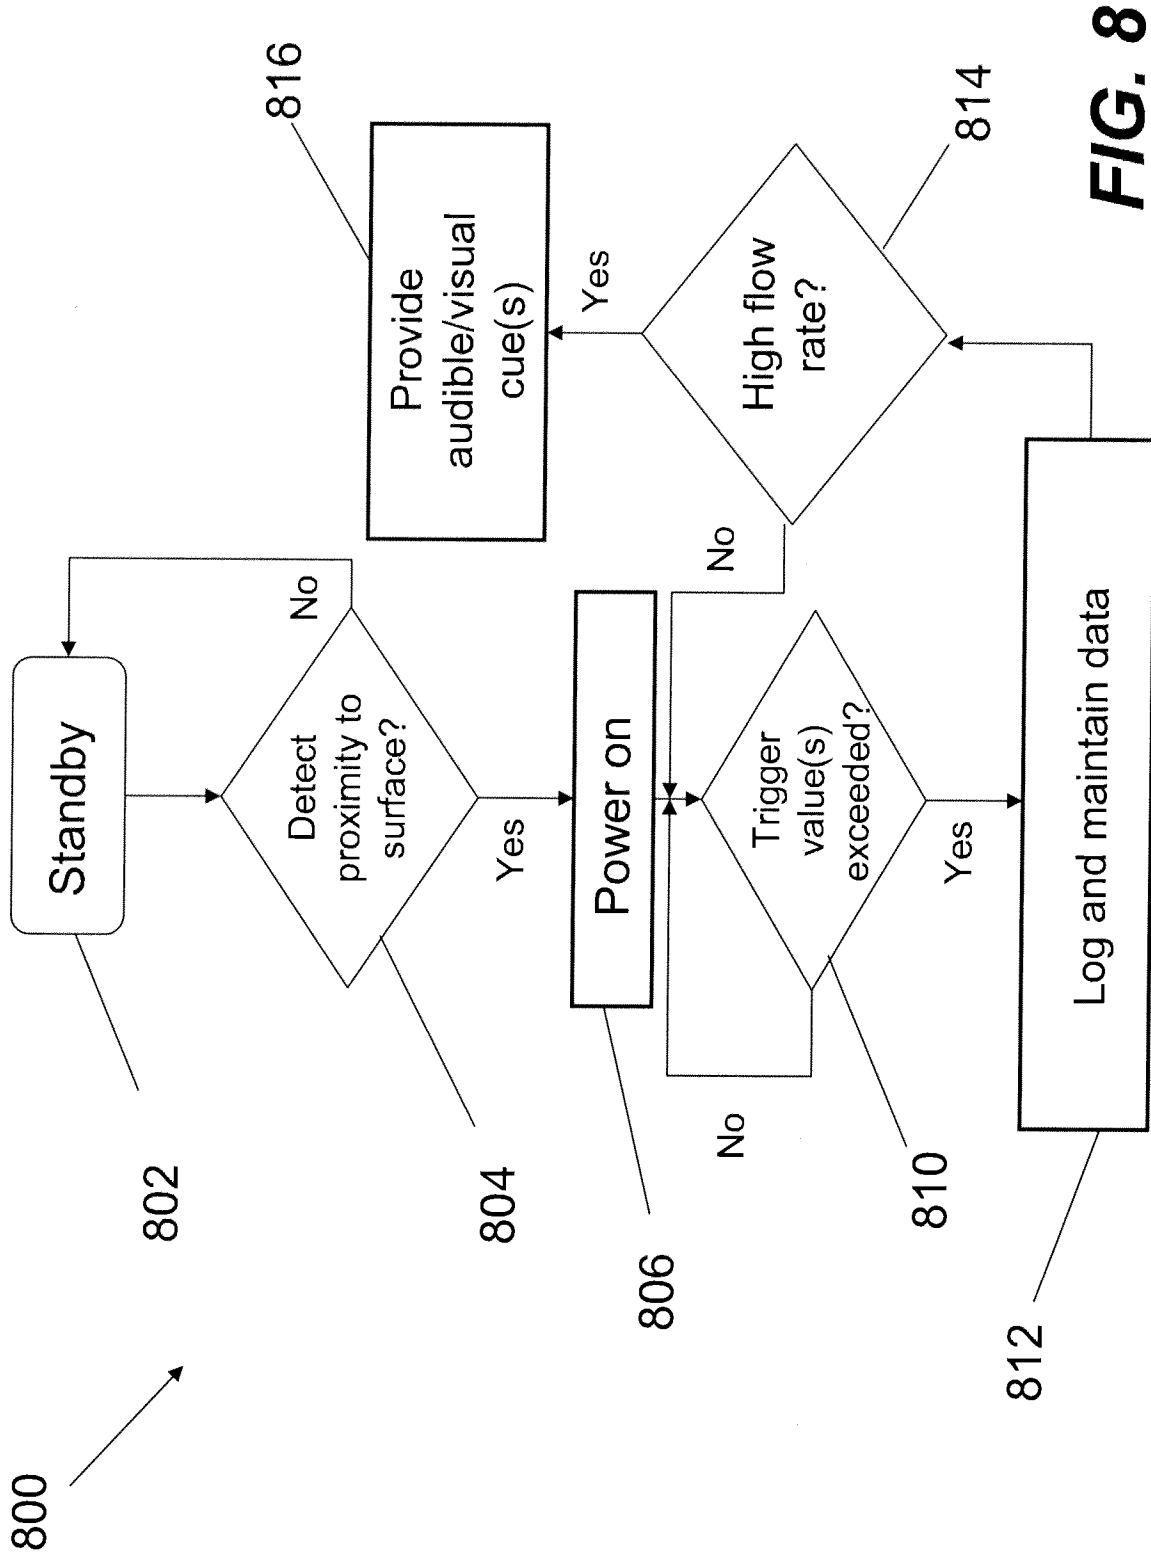 800
802
Standby
804
Detect
proximity to
surface?
No
Yes
806
Power on
810
Trigger
value(s)
exceeded?
No
Yes
812
Log and maintain data
814
High flow
rate?
No
Yes
816
Provide
audible/visual
cue(s)
FIG. 8